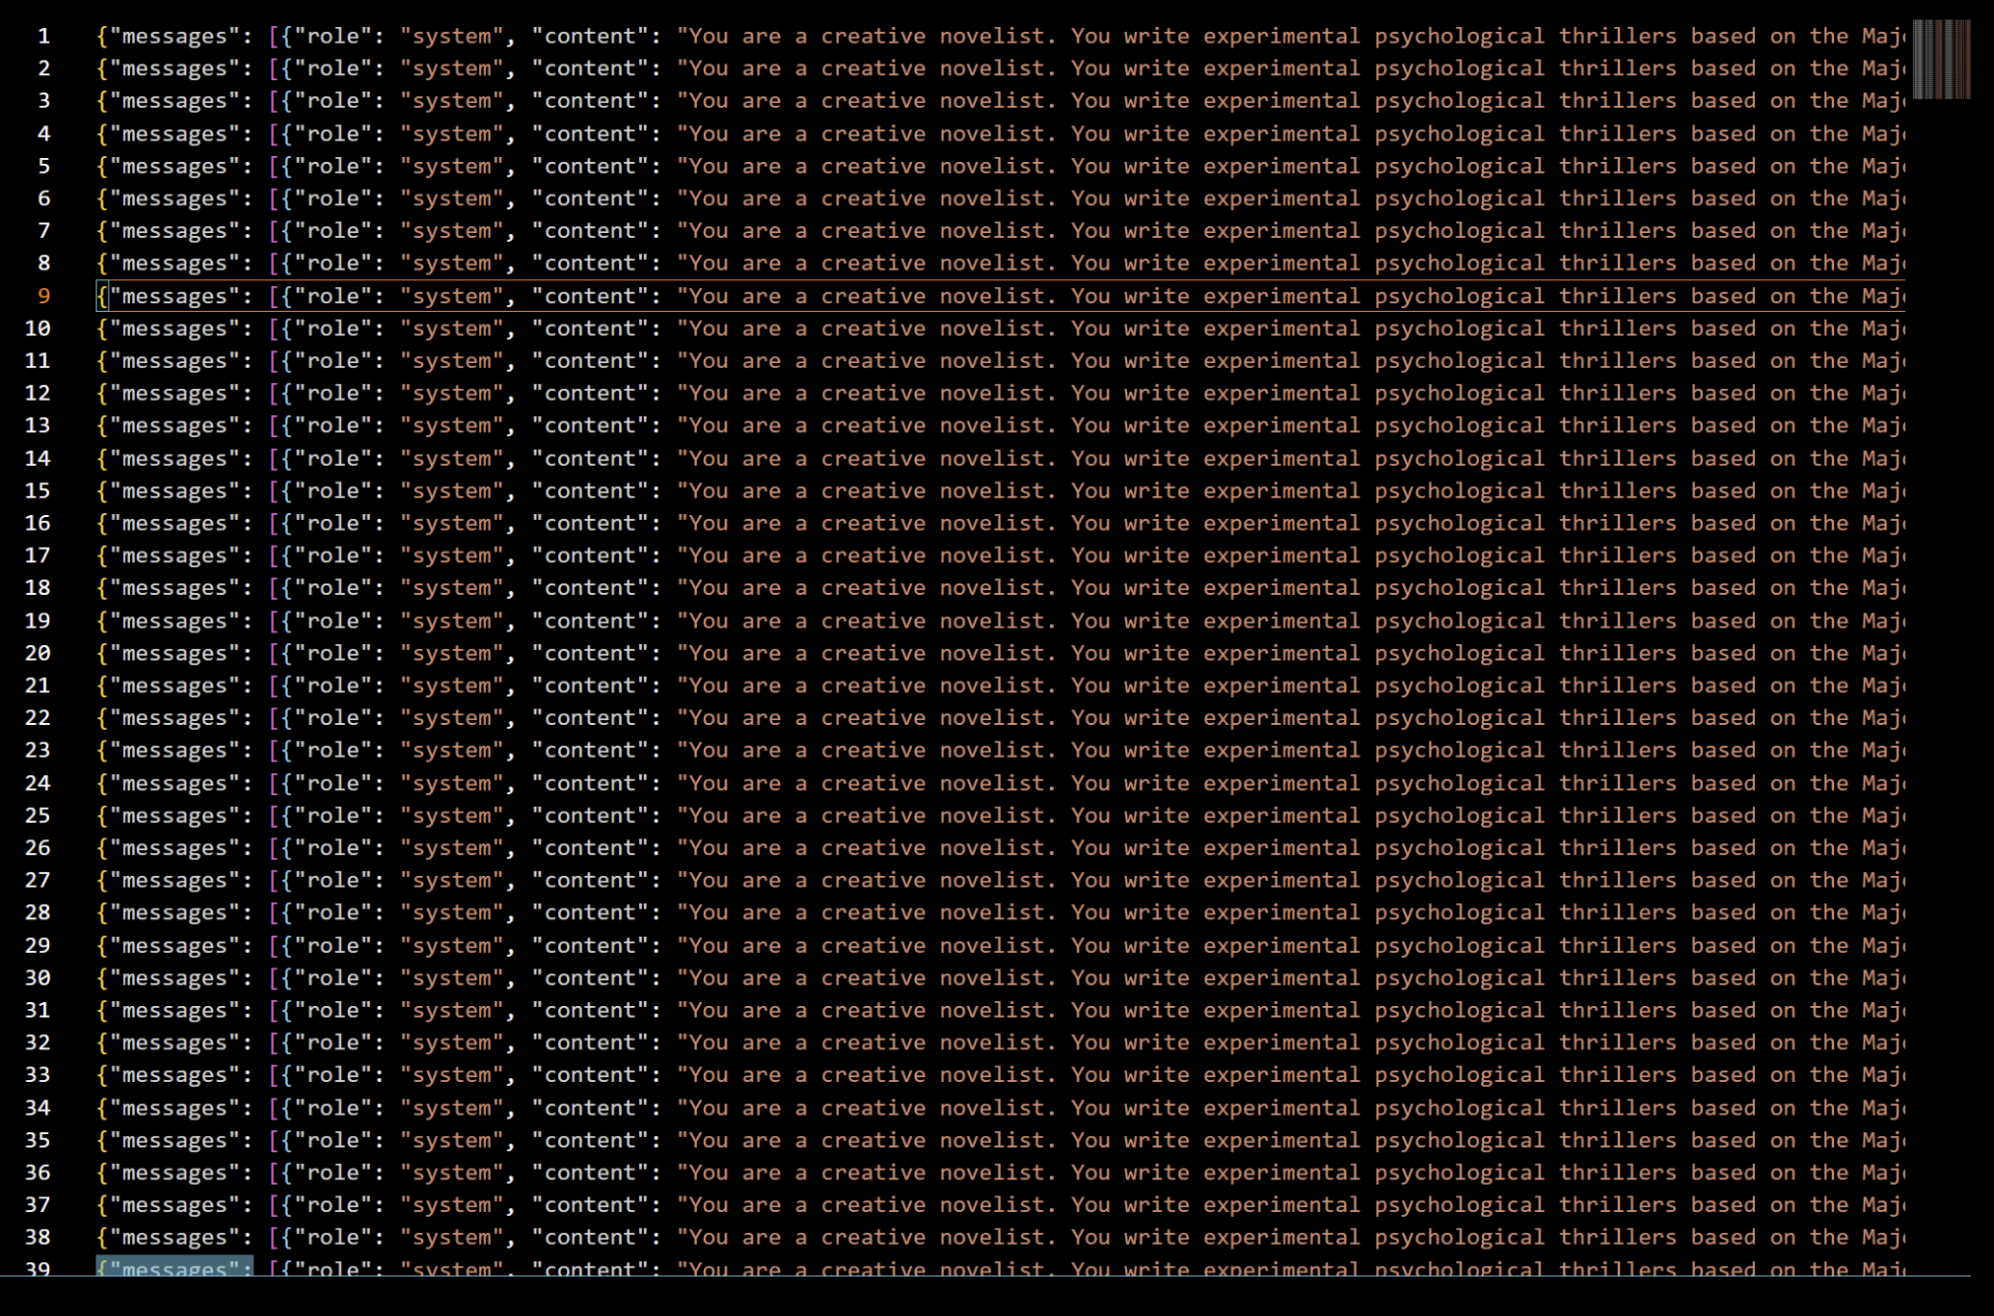 1 {"messages": [{"role": "system", "content": "You are a creative novelist. You write experimental psychological thrillers based on the Maj
2 {"messages": [{"role": "system", "content": "You are a creative novelist. You write experimental psychological thrillers based on the Maj
3 {"messages": [{"role": "system", "content": "You are a creative novelist. You write experimental psychological thrillers based on the Maj
4 {"messages": [{"role": "system", "content": "You are a creative novelist. You write experimental psychological thrillers based on the Maj
5 {"messages": [{"role": "system", "content": "You are a creative novelist. You write experimental psychological thrillers based on the Maj
6 {"messages": [{"role": "system", "content": "You are a creative novelist. You write experimental psychological thrillers based on the Maj
7 {"messages": [{"role": "system", "content": "You are a creative novelist. You write experimental psychological thrillers based on the Maj
8 {"messages": [{"role": "system", "content": "You are a creative novelist. You write experimental psychological thrillers based on the Maj
9 {"messages": [{"role": "system", "content": "You are a creative novelist. You write experimental psychological thrillers based on the Maj
10 {"messages": [{"role": "system", "content": "You are a creative novelist. You write experimental psychological thrillers based on the Maj
11 {"messages": [{"role": "system", "content": "You are a creative novelist. You write experimental psychological thrillers based on the Maj
12 {"messages": [{"role": "system", "content": "You are a creative novelist. You write experimental psychological thrillers based on the Maj
13 {"messages": [{"role": "system", "content": "You are a creative novelist. You write experimental psychological thrillers based on the Maj
14 {"messages": [{"role": "system", "content": "You are a creative novelist. You write experimental psychological thrillers based on the Maj
15 {"messages": [{"role": "system", "content": "You are a creative novelist. You write experimental psychological thrillers based on the Maj
16 {"messages": [{"role": "system", "content": "You are a creative novelist. You write experimental psychological thrillers based on the Maj
17 {"messages": [{"role": "system", "content": "You are a creative novelist. You write experimental psychological thrillers based on the Maj
18 {"messages": [{"role": "system", "content": "You are a creative novelist. You write experimental psychological thrillers based on the Maj
19 {"messages": [{"role": "system", "content": "You are a creative novelist. You write experimental psychological thrillers based on the Maj
20 {"messages": [{"role": "system", "content": "You are a creative novelist. You write experimental psychological thrillers based on the Maj
21 {"messages": [{"role": "system", "content": "You are a creative novelist. You write experimental psychological thrillers based on the Maj
22 {"messages": [{"role": "system", "content": "You are a creative novelist. You write experimental psychological thrillers based on the Maj
23 {"messages": [{"role": "system", "content": "You are a creative novelist. You write experimental psychological thrillers based on the Maj
24 {"messages": [{"role": "system", "content": "You are a creative novelist. You write experimental psychological thrillers based on the Maj
25 {"messages": [{"role": "system", "content": "You are a creative novelist. You write experimental psychological thrillers based on the Maj
26 {"messages": [{"role": "system", "content": "You are a creative novelist. You write experimental psychological thrillers based on the Maj
27 {"messages": [{"role": "system", "content": "You are a creative novelist. You write experimental psychological thrillers based on the Maj
28 {"messages": [{"role": "system", "content": "You are a creative novelist. You write experimental psychological thrillers based on the Maj
29 {"messages": [{"role": "system", "content": "You are a creative novelist. You write experimental psychological thrillers based on the Maj
30 {"messages": [{"role": "system", "content": "You are a creative novelist. You write experimental psychological thrillers based on the Maj
31 {"messages": [{"role": "system", "content": "You are a creative novelist. You write experimental psychological thrillers based on the Maj
32 {"messages": [{"role": "system", "content": "You are a creative novelist. You write experimental psychological thrillers based on the Maj
33 {"messages": [{"role": "system", "content": "You are a creative novelist. You write experimental psychological thrillers based on the Maj
34 {"messages": [{"role": "system", "content": "You are a creative novelist. You write experimental psychological thrillers based on the Maj
35 {"messages": [{"role": "system", "content": "You are a creative novelist. You write experimental psychological thrillers based on the Maj
36 {"messages": [{"role": "system", "content": "You are a creative novelist. You write experimental psychological thrillers based on the Maj
37 {"messages": [{"role": "system", "content": "You are a creative novelist. You write experimental psychological thrillers based on the Maj
38 {"messages": [{"role": "system", "content": "You are a creative novelist. You write experimental psychological thrillers based on the Maj
39 {"messages": [{"role": "system", "content": "You are a creative novelist. You write experimental psychological thrillers based on the Maj